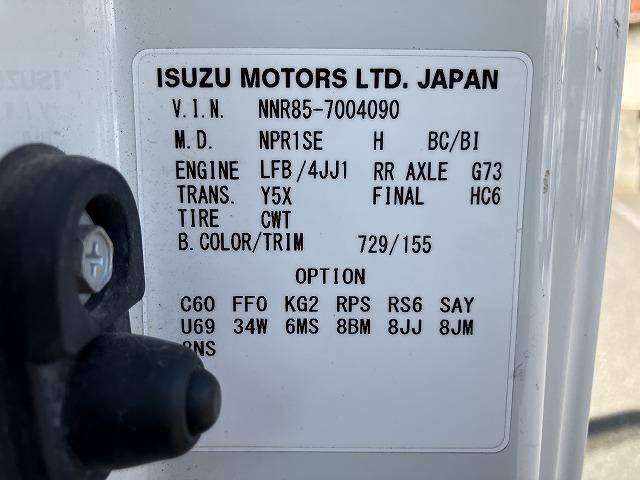 ISUZU MOTORS LTD. JAPAN
V.I.N. NNR85-7004090
M.D. NPR1SE H BC/BI
ENGINE LFB/4JJ1 RR AXLE G73
TRANS. Y5X FINAL HC6
TIRE CWT
B.COLOR/TRIM 729/155
OPTION
C60 FF0 KG2 RPS RS6 SAY
U69 34W 6MS 8BM 8JJ 8JM